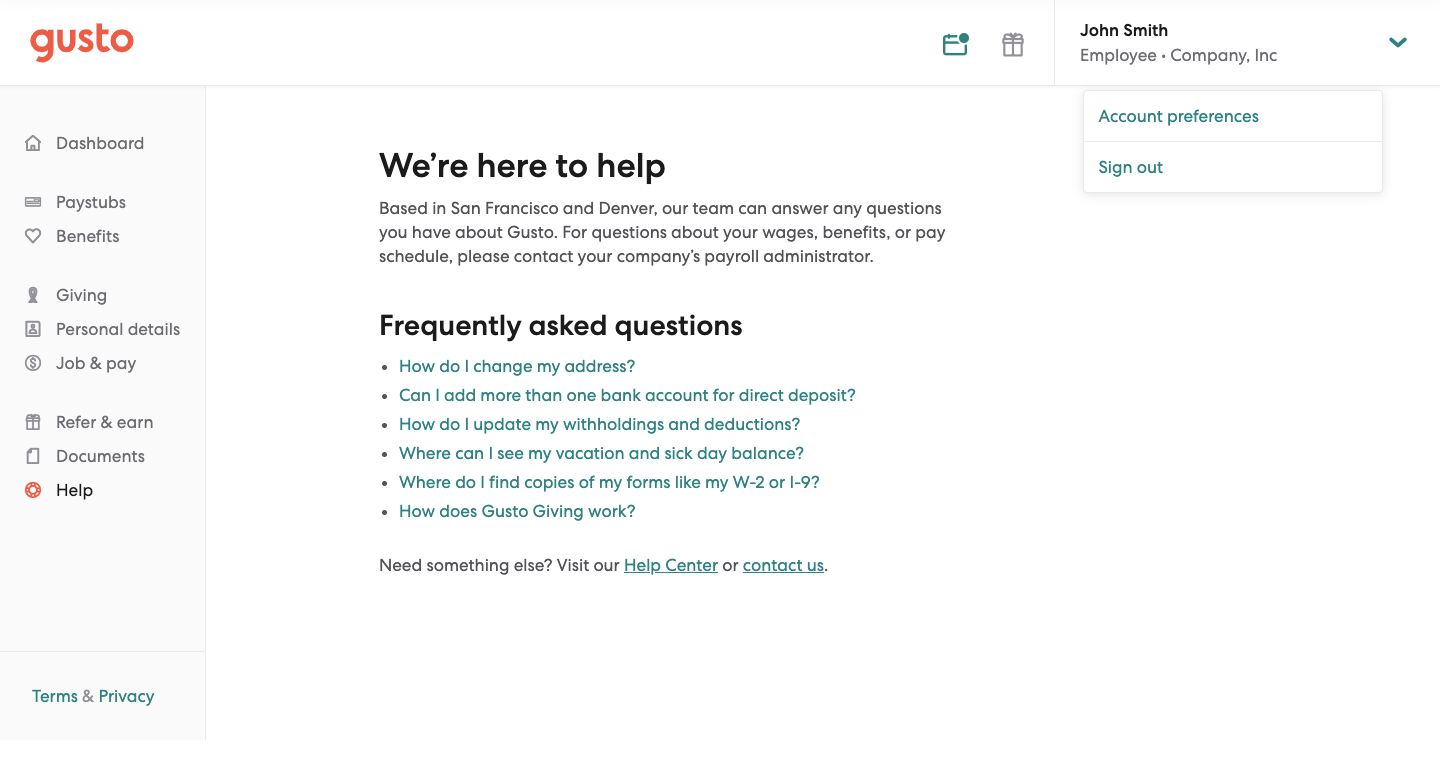 gusto
John Smith
Employee • Company, Inc
Account preferences
Sign out
Dashboard
Paystubs
Benefits
Giving
Personal details
Job & pay
Refer & earn
Documents
Help
Terms & Privacy
We’re here to help
Based in San Francisco and Denver, our team can answer any questions
you have about Gusto. For questions about your wages, benefits, or pay
schedule, please contact your company’s payroll administrator.
Frequently asked questions
• How do I change my address?
• Can I add more than one bank account for direct deposit?
• How do I update my withholdings and deductions?
• Where can I see my vacation and sick day balance?
• Where do I find copies of my forms like my W-2 or I-9?
• How does Gusto Giving work?
Need something else? Visit our Help Center or contact us.